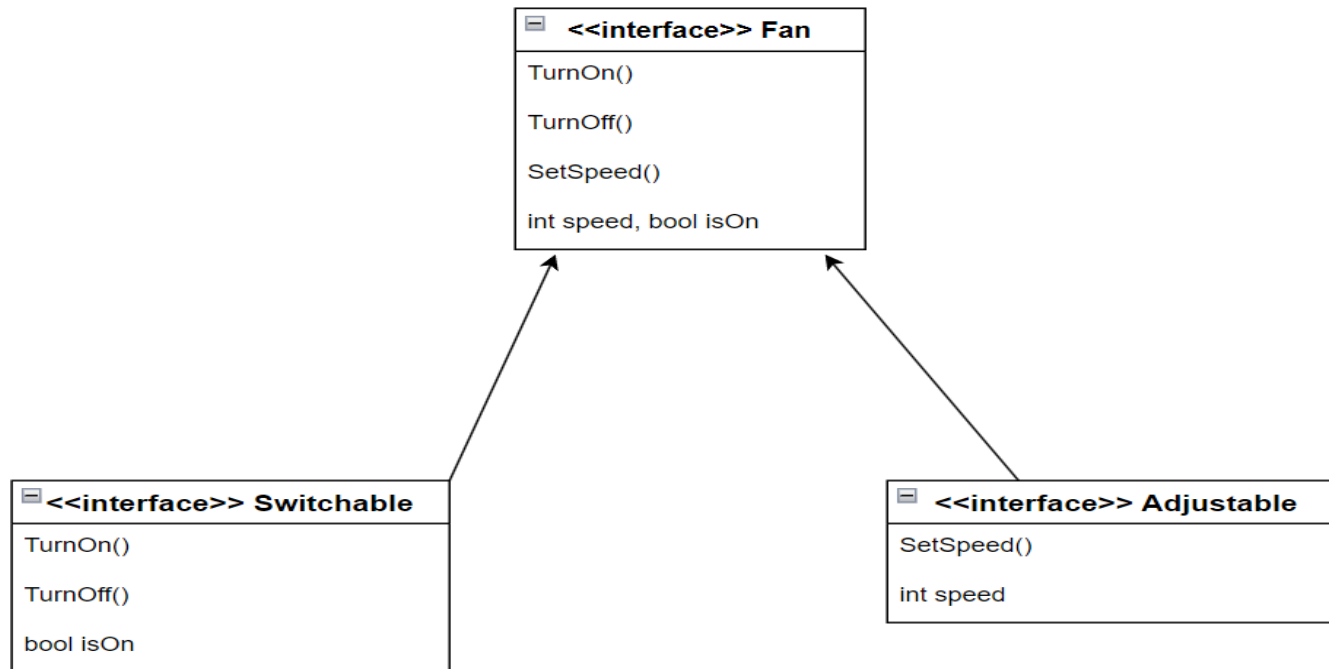 <<interface>> Fan
TurnOn()
TurnOff()
SetSpeed()
int speed, bool isOn
<<interface>> Switchable
TurnOn()
TurnOff()
bool isOn
<<interface>> Adjustable
SetSpeed()
int speed